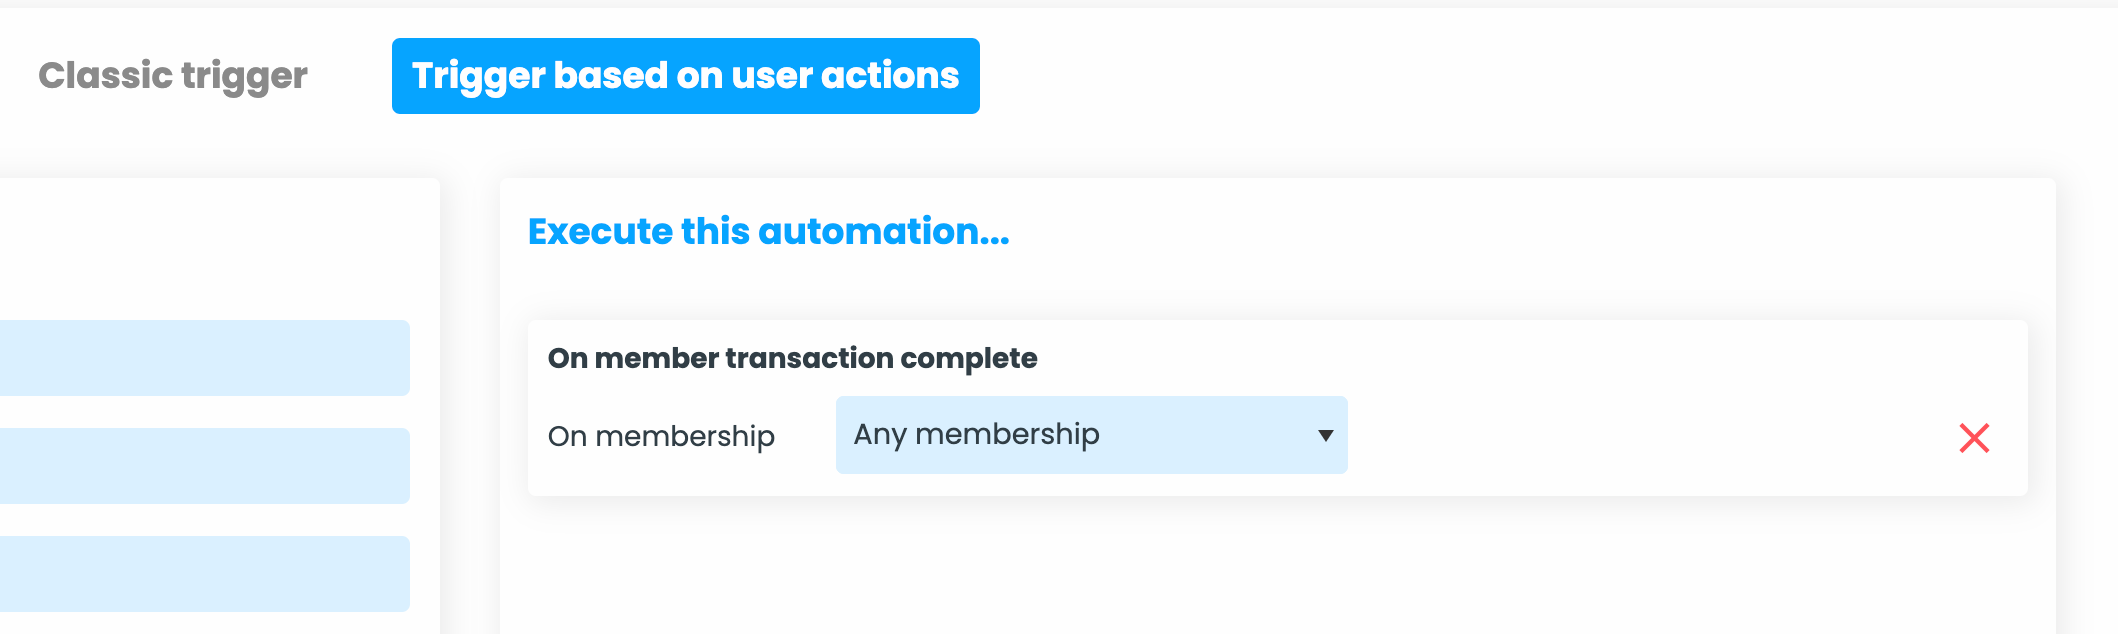 Classic trigger
Trigger based on user actions
Execute this automation...
On member transaction complete
On membership
Any membership